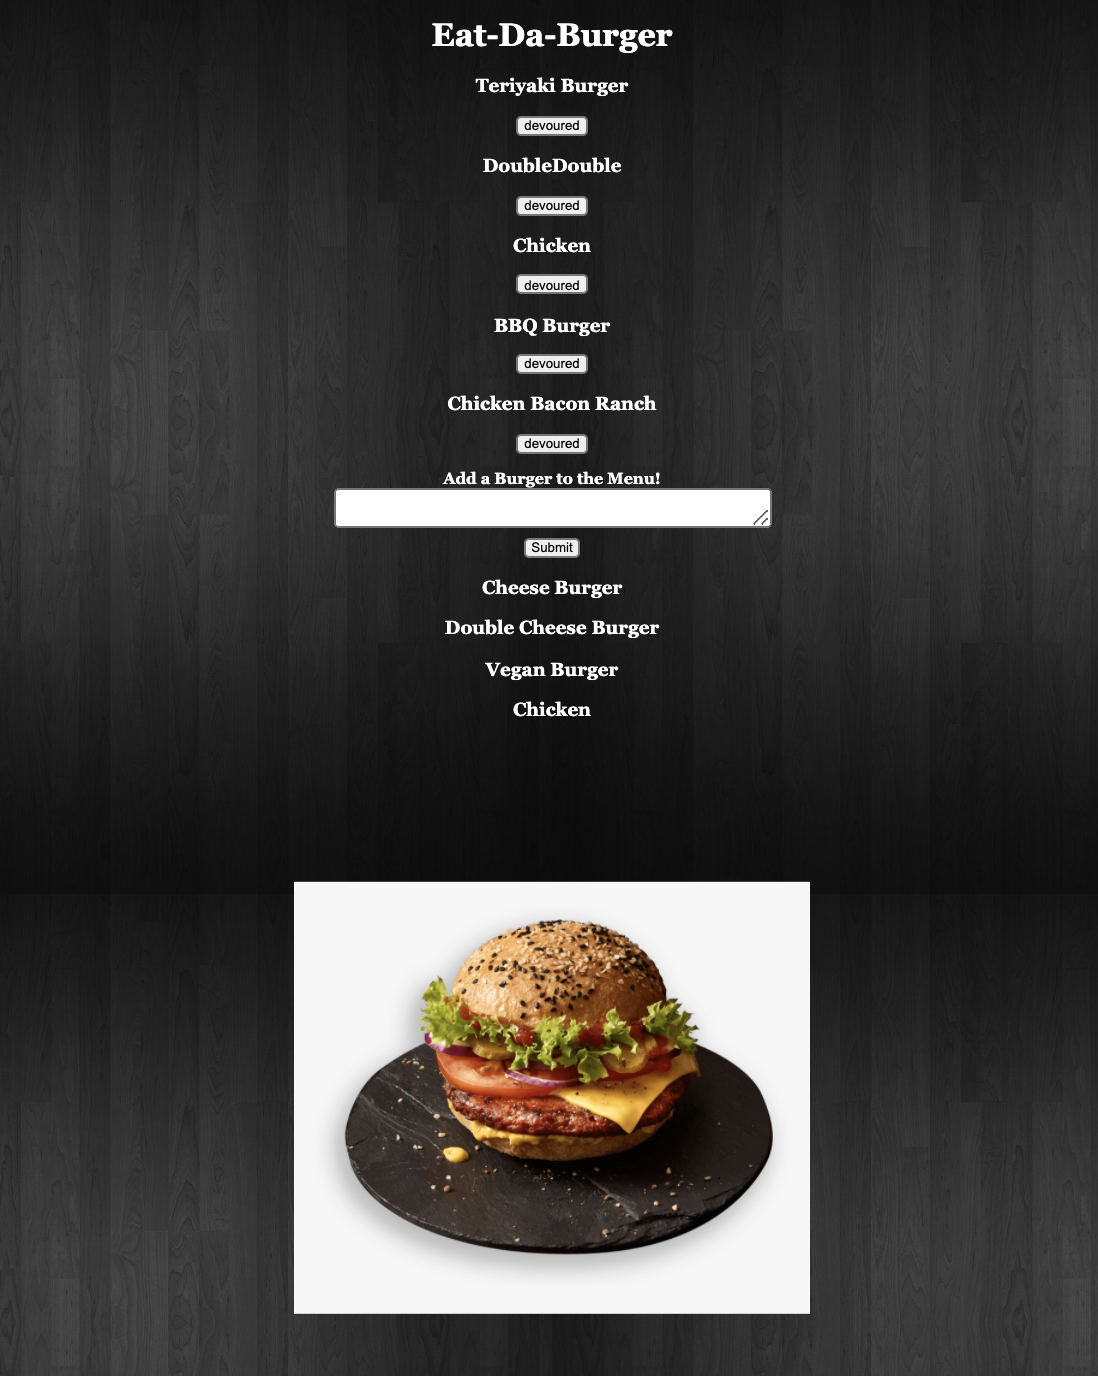 Eat-Da-Burger
Teriyaki Burger
devoured
DoubleDouble
devoured
Chicken
devoured
BBQ Burger
devoured
Chicken Bacon Ranch
devoured
Add a Burger to the Menu!
Submit
Cheese Burger
Double Cheese Burger
Vegan Burger
Chicken